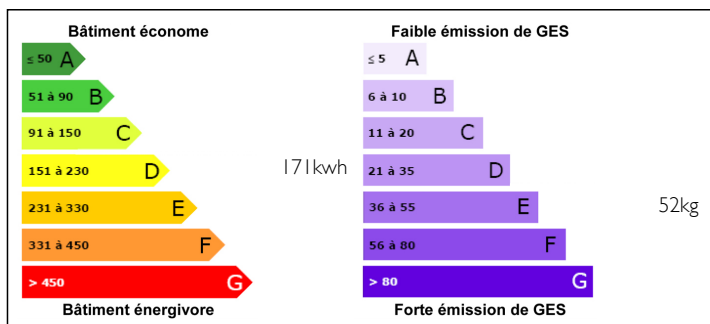 Bâtiment économe
≤ 50 A
51 à 90 B
91 à 150 C
151 à 230 D
171kwh
231 à 330 E
331 à 450 F
> 450 G
Bâtiment énergivore
Faible émission de GES
≤ 5 A
6 à 10 B
11 à 20 C
21 à 35 D
36 à 55 E
52kg
56 à 80 F
> 80 G
Forte émission de GES